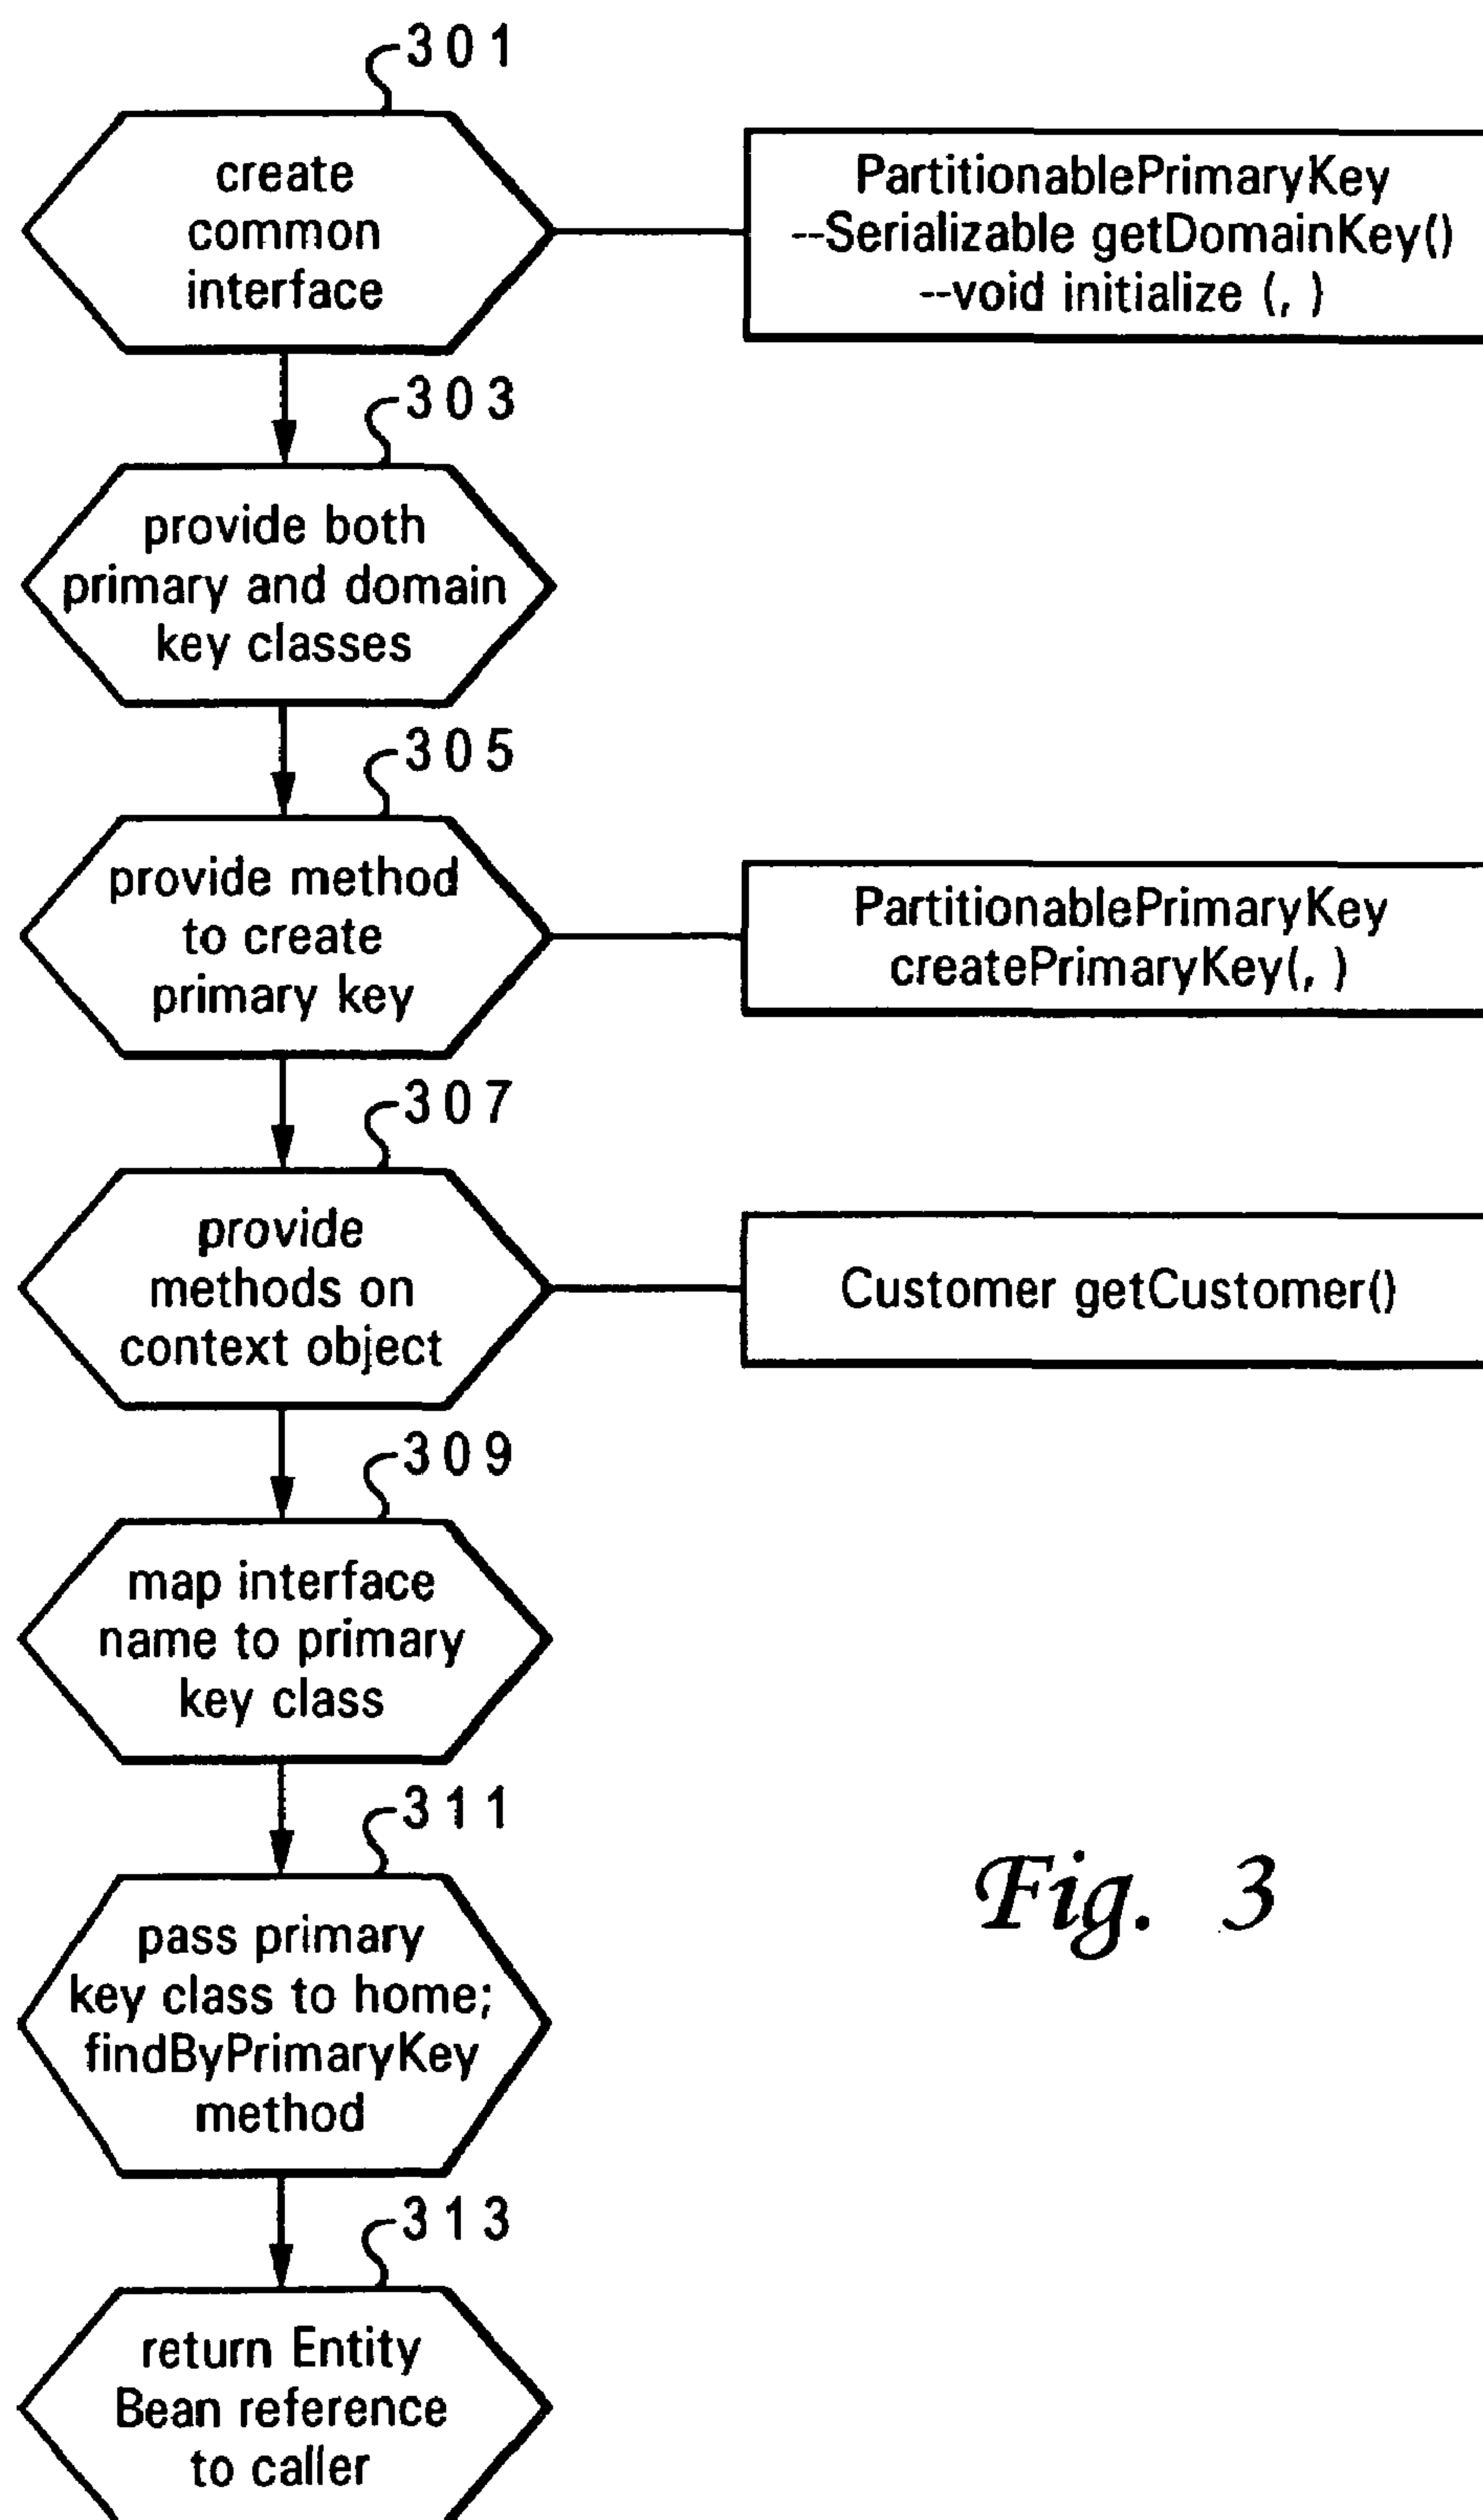 301
create
common
interface
PartitionablePrimaryKey
--Serializable getDomainKey()
--void initialize (, )
303
provide both
primary and domain
key classes
305
provide method
to create
primary key
PartitionablePrimaryKey
createPrimaryKey(, )
307
provide
methods on
context object
Customer getCustomer()
309
map interface
name to primary
key class
311
pass primary
key class to home;
findByPrimaryKey
method
313
return Entity
Bean reference
to caller
Fig. 3